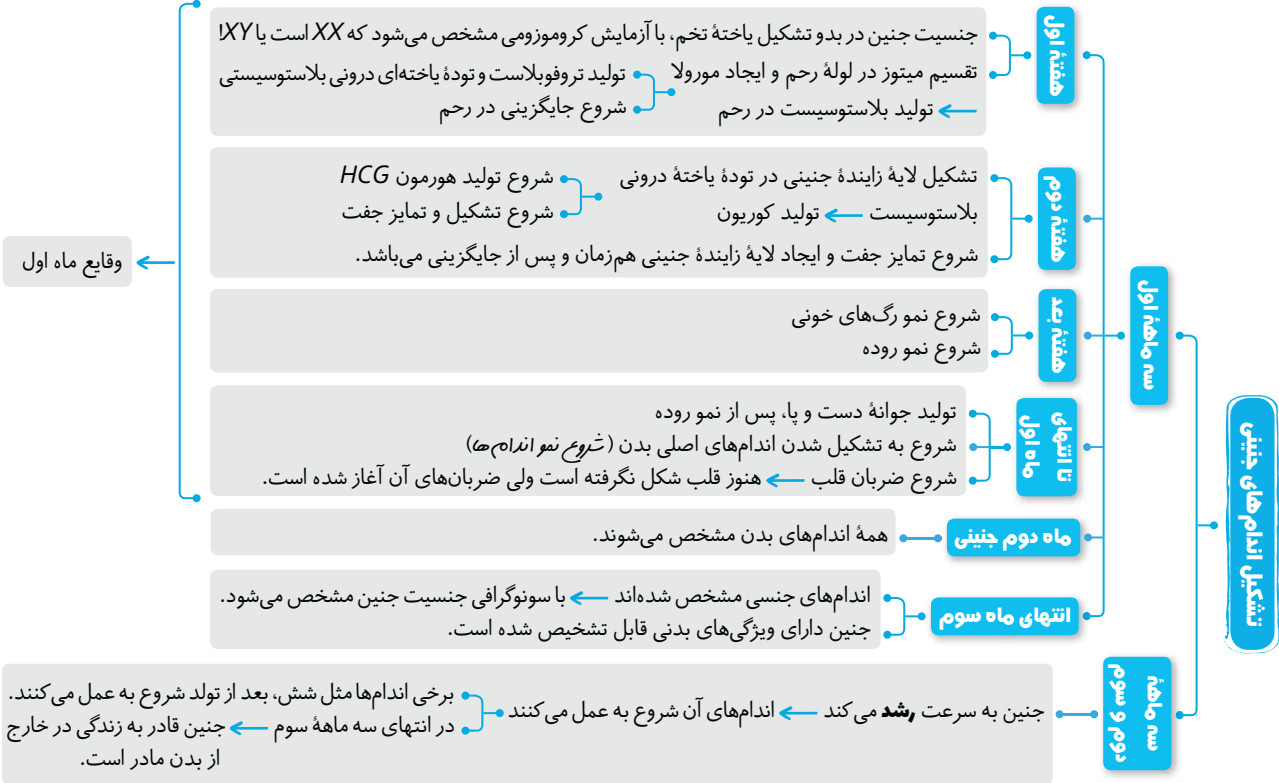 تشکیل اندام‌های جنینی
سه ماههٔ اول
هفتهٔ اول
جنسیت جنین در بدو تشکیل یاختهٔ تخم، با آزمایش کروموزومی مشخص می‌شود که XX است یا XY!
تقسیم میتوز در لولهٔ رحم و ایجاد مورولا
← تولید بلاستوسیست در رحم
تولید تروفوبلاست و تودهٔ یاخته‌ای درونی بلاستوسیستی
شروع جایگزینی در رحم
هفتهٔ دوم
تشکیل لایهٔ زایندهٔ جنینی در تودهٔ یاختهٔ درونی
بلاستوسیست ← تولید کوریون
شروع تولید هورمون HCG
شروع تشکیل و تمایز جفت
شروع تمایز جفت و ایجاد لایهٔ زایندهٔ جنینی هم‌زمان و پس از جایگزینی می‌باشد.
هفتهٔ بعد
شروع نمو رگ‌های خونی
شروع نمو روده
تا انتهای
ماه اول
تولید جوانهٔ دست و پا، پس از نمو روده
شروع به تشکیل شدن اندام‌های اصلی بدن (شروع نمو اندام‌ها)
شروع ضربان قلب ← هنوز قلب شکل نگرفته است ولی ضربان‌های آن آغاز شده است.
← وقایع ماه اول
ماه دوم جنینی
همهٔ اندام‌های بدن مشخص می‌شوند.
انتهای ماه سوم
اندام‌های جنسی مشخص شده‌اند ← با سونوگرافی جنسیت جنین مشخص می‌شود.
جنین دارای ویژگی‌های بدنی قابل تشخیص شده است.
سه ماههٔ
دوم و سوم
جنین به سرعت رشد می‌کند ← اندام‌های آن شروع به عمل می‌کنند
برخی اندام‌ها مثل شش، بعد از تولد شروع به عمل می‌کنند.
در انتهای سه ماههٔ سوم ← جنین قادر به زندگی در خارج
از بدن مادر است.